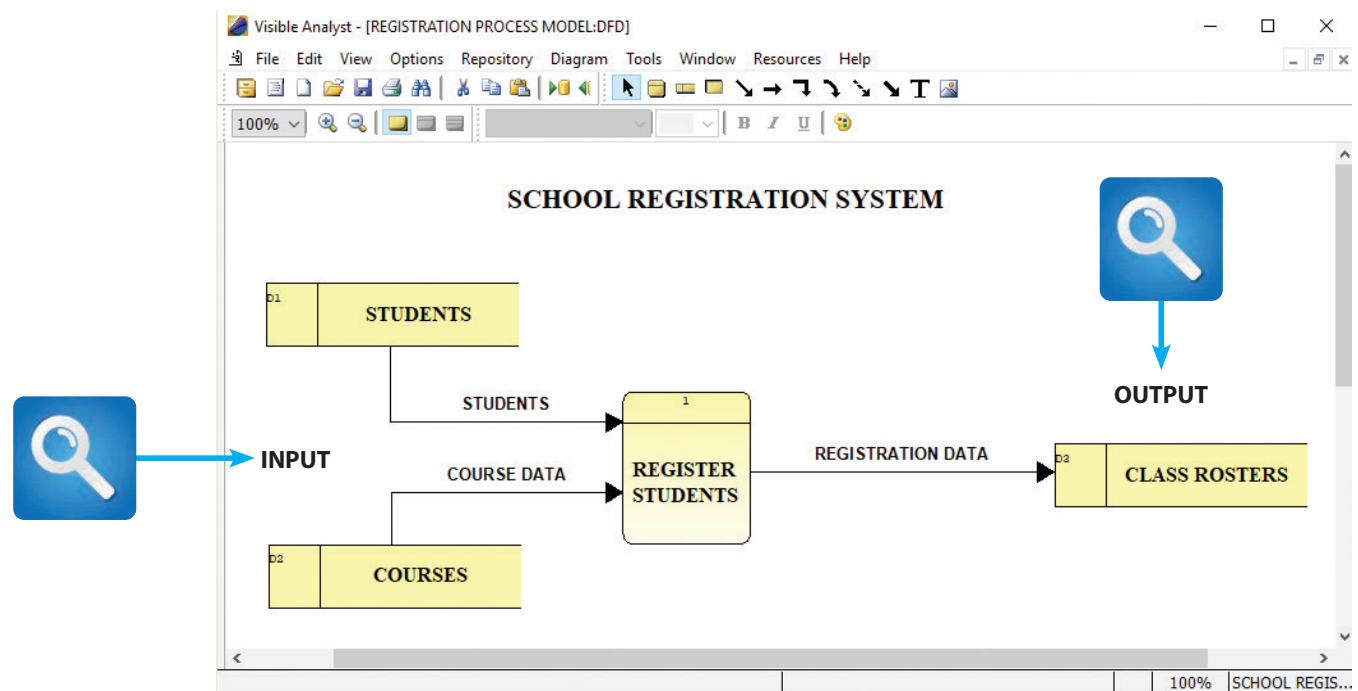 Visible Analyst - [REGISTRATION PROCESS MODEL:DFD]
File Edit View Options Repository Diagram Tools Window Resources Help
T
100%
B I U
SCHOOL REGISTRATION SYSTEM
D1
STUDENTS
OUTPUT
STUDENTS
1
INPUT
COURSE DATA
REGISTER
STUDENTS
REGISTRATION DATA
D3
CLASS ROSTERS
D2
COURSES
100% SCHOOL REGIS...